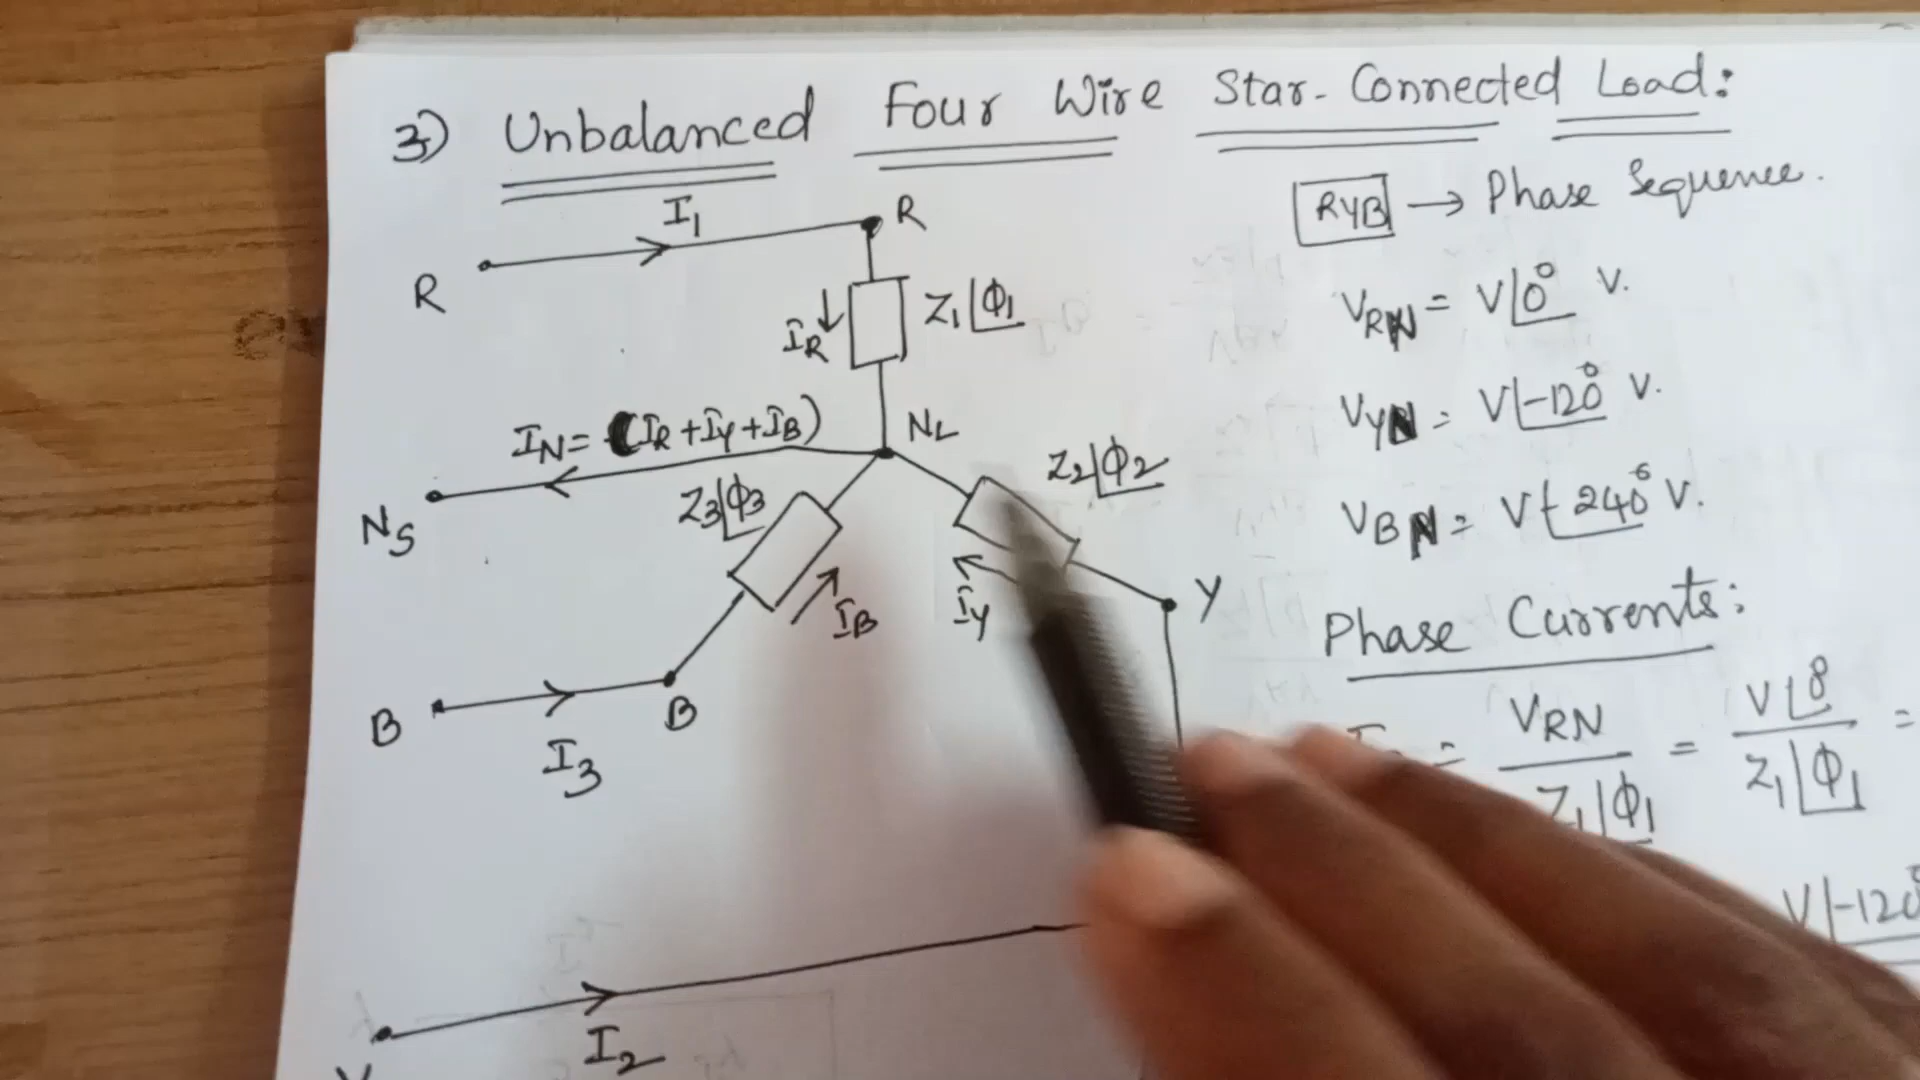 3) Unbalanced Four Wire Star-Connected Load:
RYB → Phase Sequence.
I1
R
R
IR
Z1∠ϕ1
VRN = V∠0° V.
IN = (IR+IY+IB)
NL
VYN = V∠-120° V.
NS
Z3∠ϕ3
Z2∠ϕ2
VBN = V∠-240° V.
IB
IY
Y
Phase Currents:
B
B
I3
= VRN / Z1∠ϕ1 = V∠0° / Z1∠ϕ1 =
V∠-120°
I2